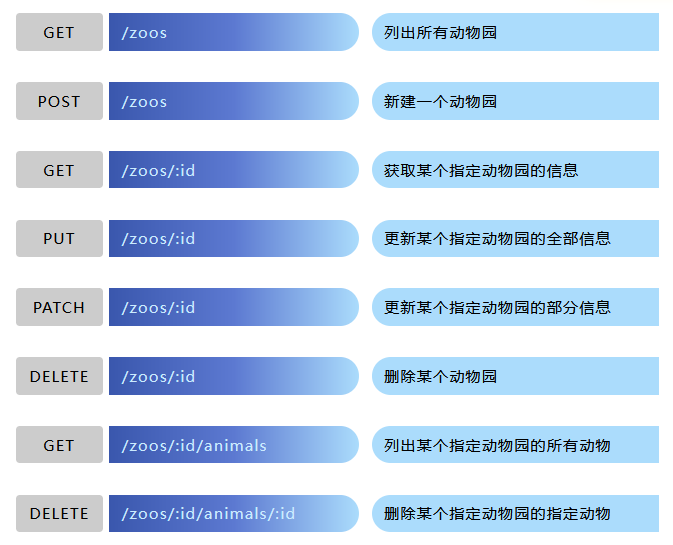 GET /zoos 列出所有动物园
POST /zoos 新建一个动物园
GET /zoos/:id 获取某个指定动物园的信息
PUT /zoos/:id 更新某个指定动物园的全部信息
PATCH /zoos/:id 更新某个指定动物园的部分信息
DELETE /zoos/:id 删除某个动物园
GET /zoos/:id/animals 列出某个指定动物园的所有动物
DELETE /zoos/:id/animals/:id 删除某个指定动物园的指定动物